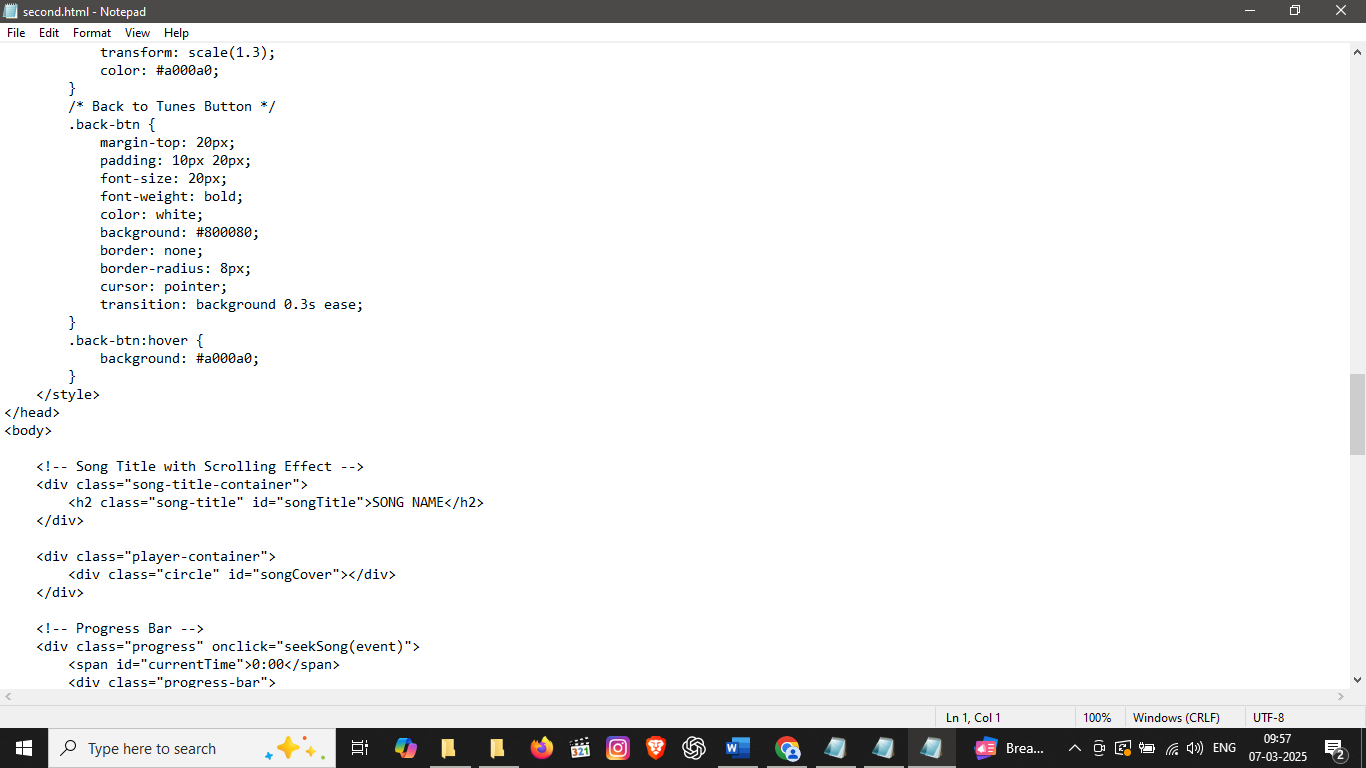 second.html - Notepad
File Edit Format View Help
            transform: scale(1.3);
            color: #a000a0;
        }
        /* Back to Tunes Button */
        .back-btn {
            margin-top: 20px;
            padding: 10px 20px;
            font-size: 20px;
            font-weight: bold;
            color: white;
            background: #800080;
            border: none;
            border-radius: 8px;
            cursor: pointer;
            transition: background 0.3s ease;
        }
        .back-btn:hover {
            background: #a000a0;
        }
    </style>
</head>
<body>

    <!-- Song Title with Scrolling Effect -->
    <div class="song-title-container">
        <h2 class="song-title" id="songTitle">SONG NAME</h2>
    </div>

    <div class="player-container">
        <div class="circle" id="songCover"></div>
    </div>

    <!-- Progress Bar -->
    <div class="progress" onclick="seekSong(event)">
        <span id="currentTime">0:00</span>
        <div class="progress-bar">
Ln 1, Col 1 100% Windows (CRLF) UTF-8
Type here to search 321 W Brea... ENG 09:57
07-03-2025 2